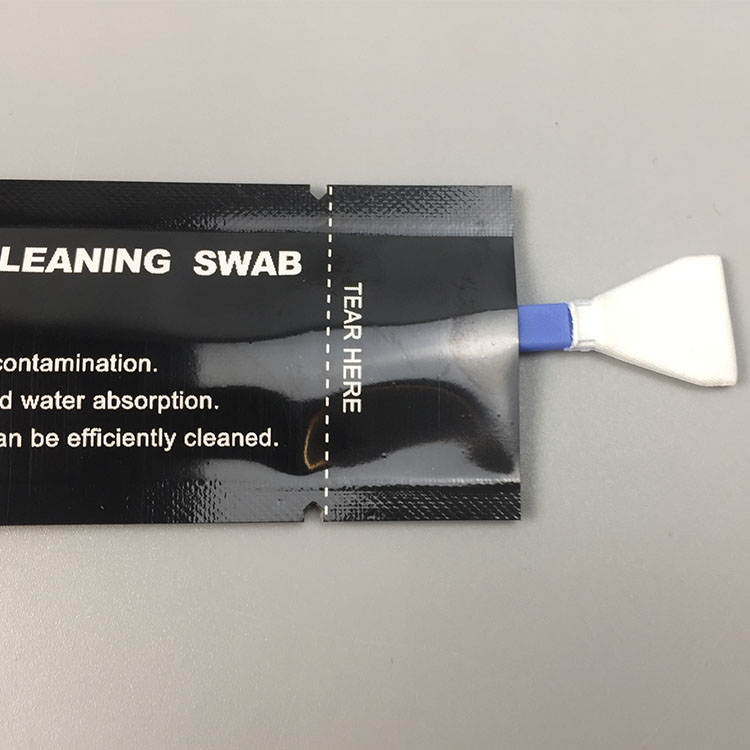 LEANING SWAB
TEAR HERE
contamination.
d water absorption.
an be efficiently cleaned.